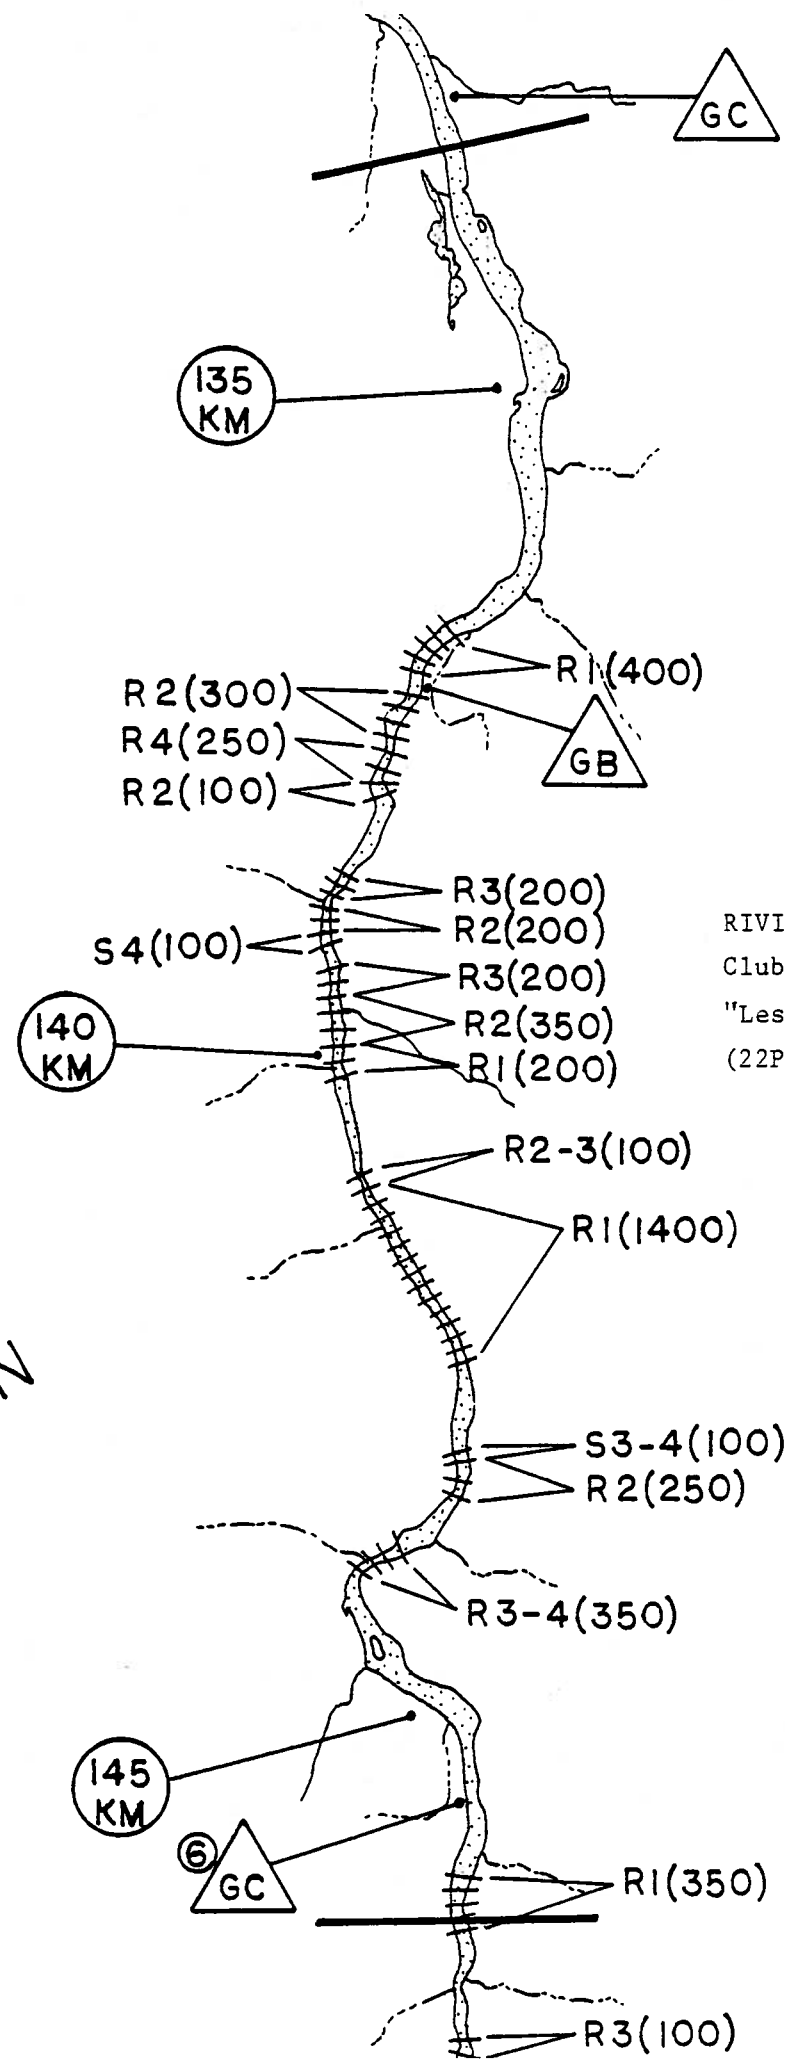 GC
135
KM
R1(400)
R2(300)
R4(250)
GB
R2(100)
R3(200)
RIVI
R2(200)
S4(100)
Club
R3(200)
"Les
R2(350)
140
KM
(22P
R1(200)
R2-3(100)
R1(1400)
N
S3-4(100)
R2(250)
R3-4(350)
145
KM
6
GC
R1(350)
R3(100)